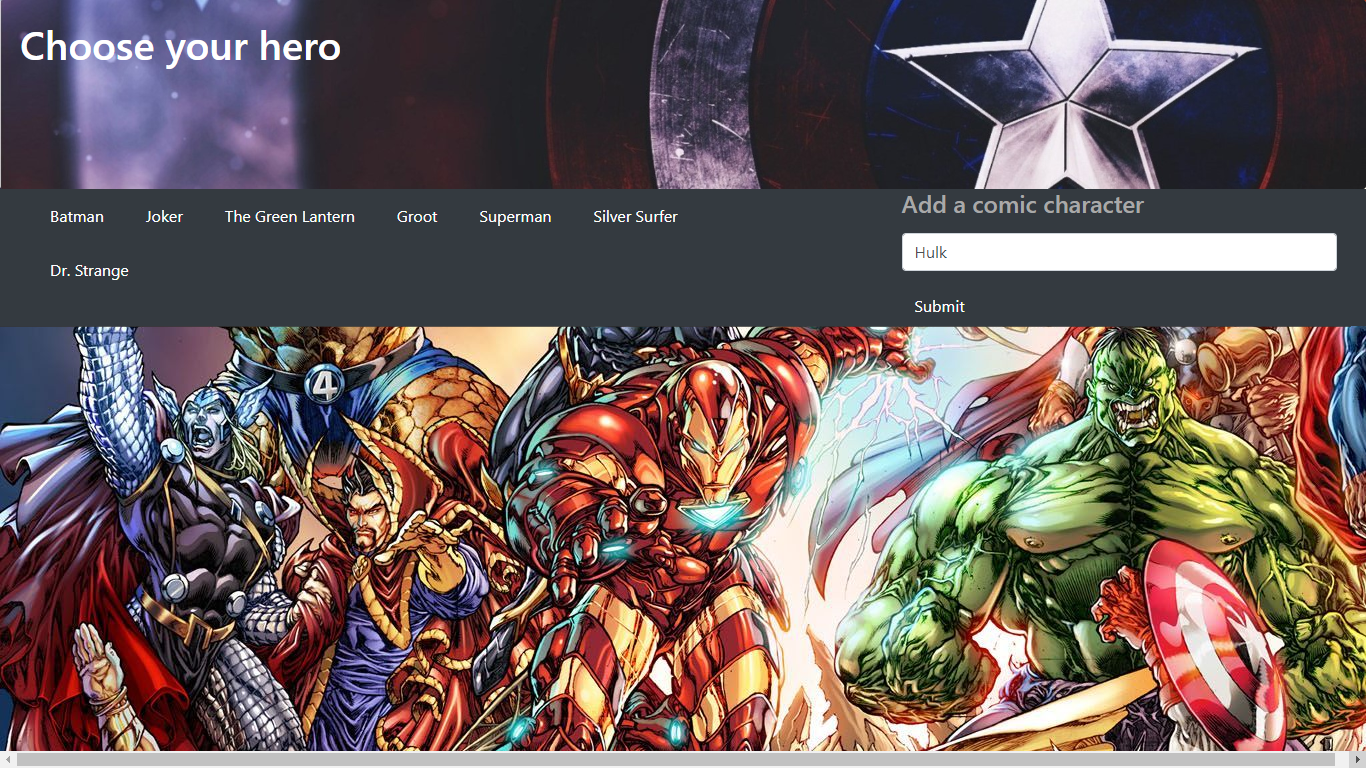 Choose your hero
Batman Joker The Green Lantern Groot Superman Silver Surfer
Dr. Strange
Add a comic character
Hulk
Submit
4